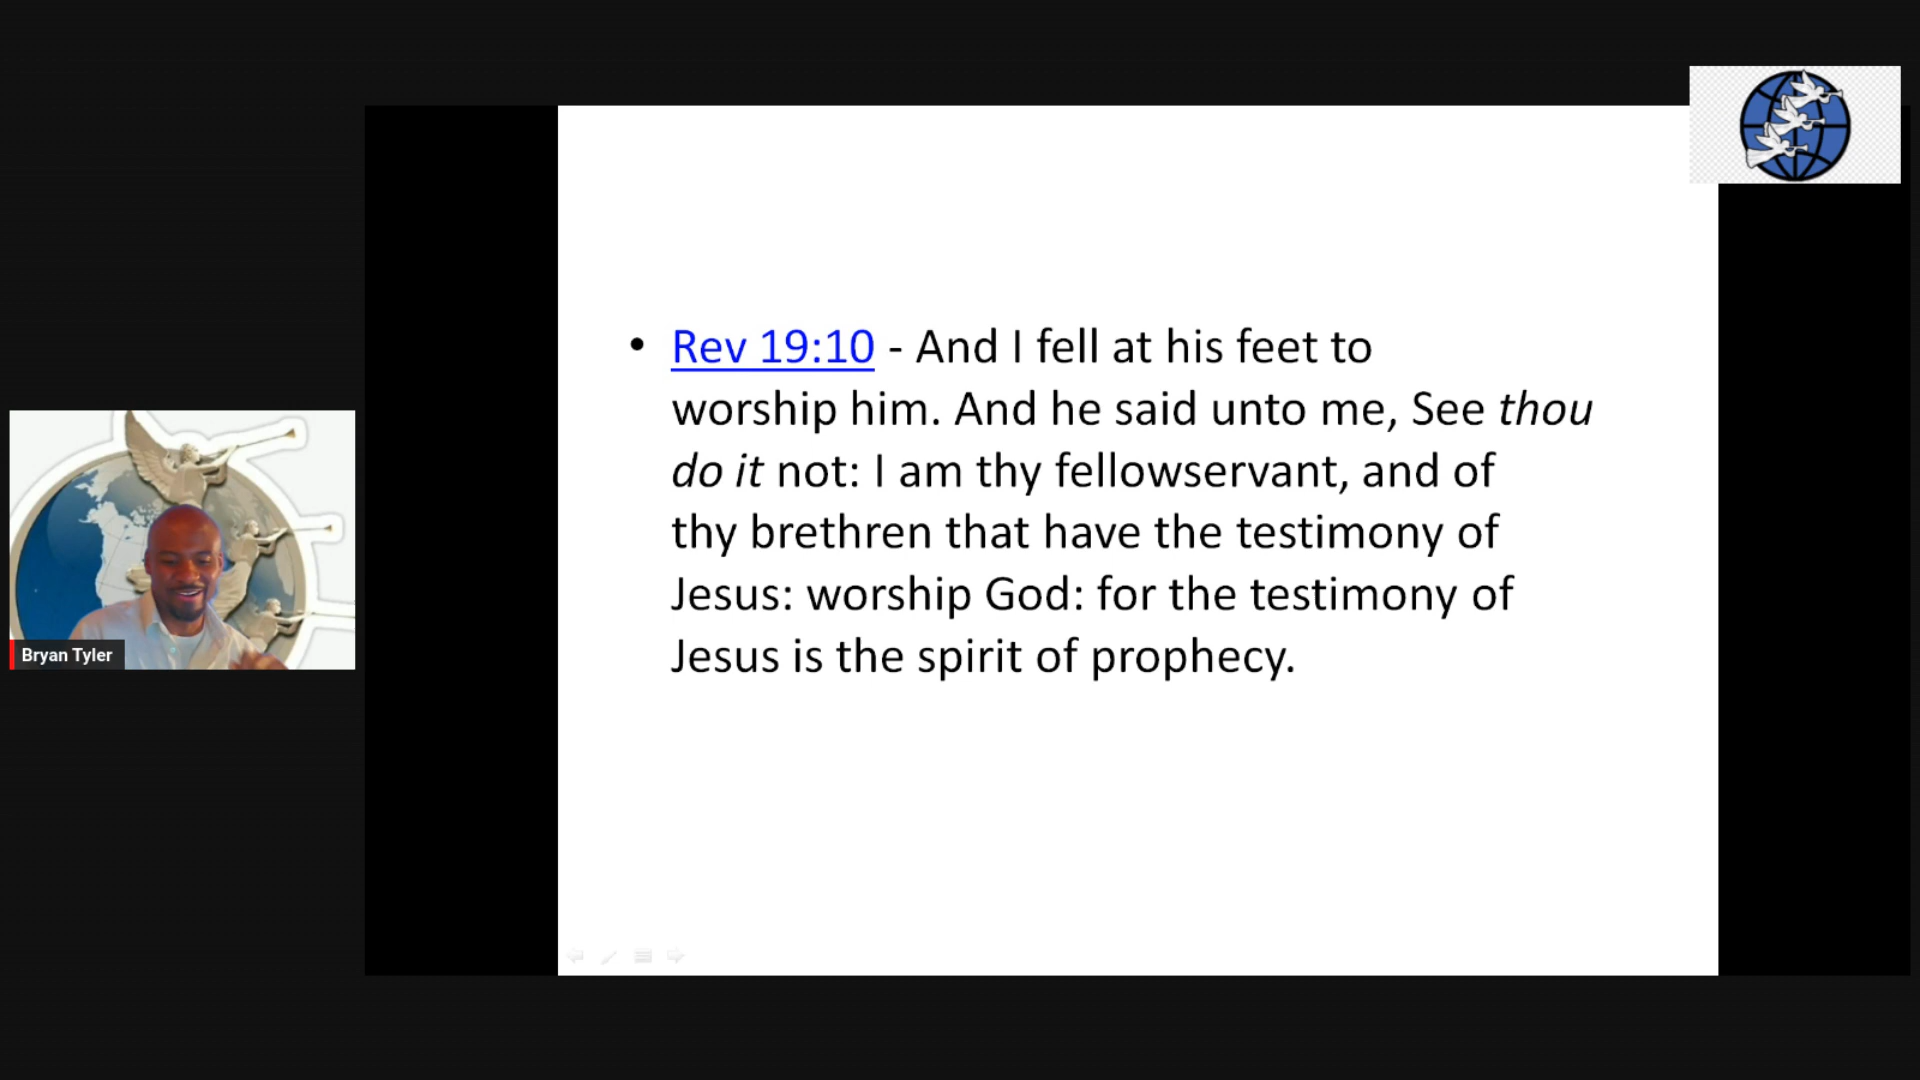 • Rev 19:10 - And I fell at his feet to
worship him. And he said unto me, See thou
do it not: I am thy fellowservant, and of
thy brethren that have the testimony of
Jesus: worship God: for the testimony of
Jesus is the spirit of prophecy.
Bryan Tyler